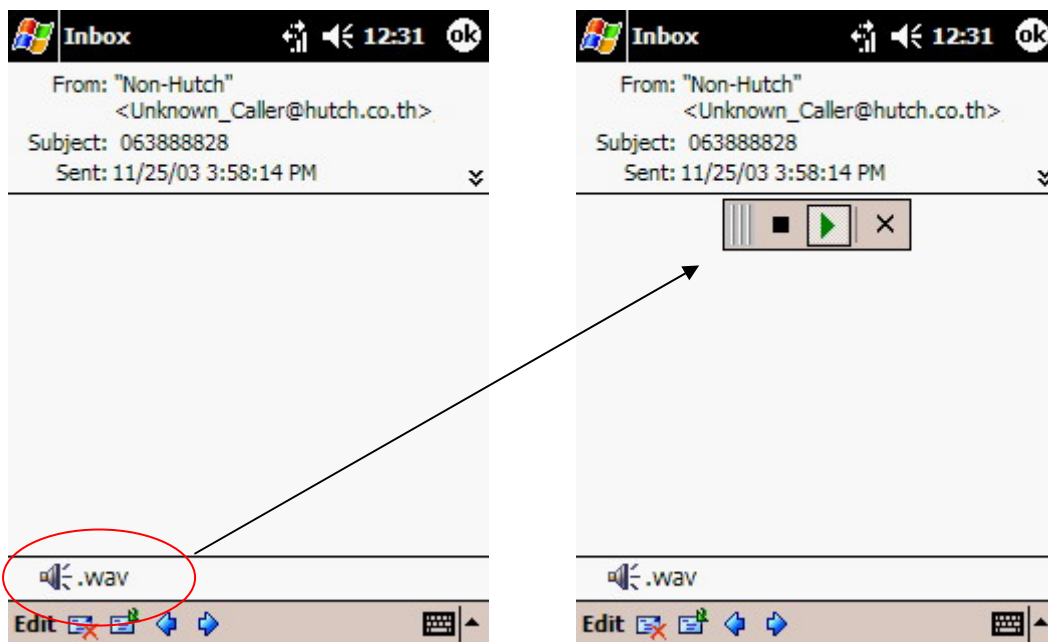 Inbox 12:31 ok
From: "Non-Hutch"
<Unknown_Caller@hutch.co.th>
Subject: 063888828
Sent: 11/25/03 3:58:14 PM
.wav
Edit
Inbox 12:31 ok
From: "Non-Hutch"
<Unknown_Caller@hutch.co.th>
Subject: 063888828
Sent: 11/25/03 3:58:14 PM
.wav
Edit